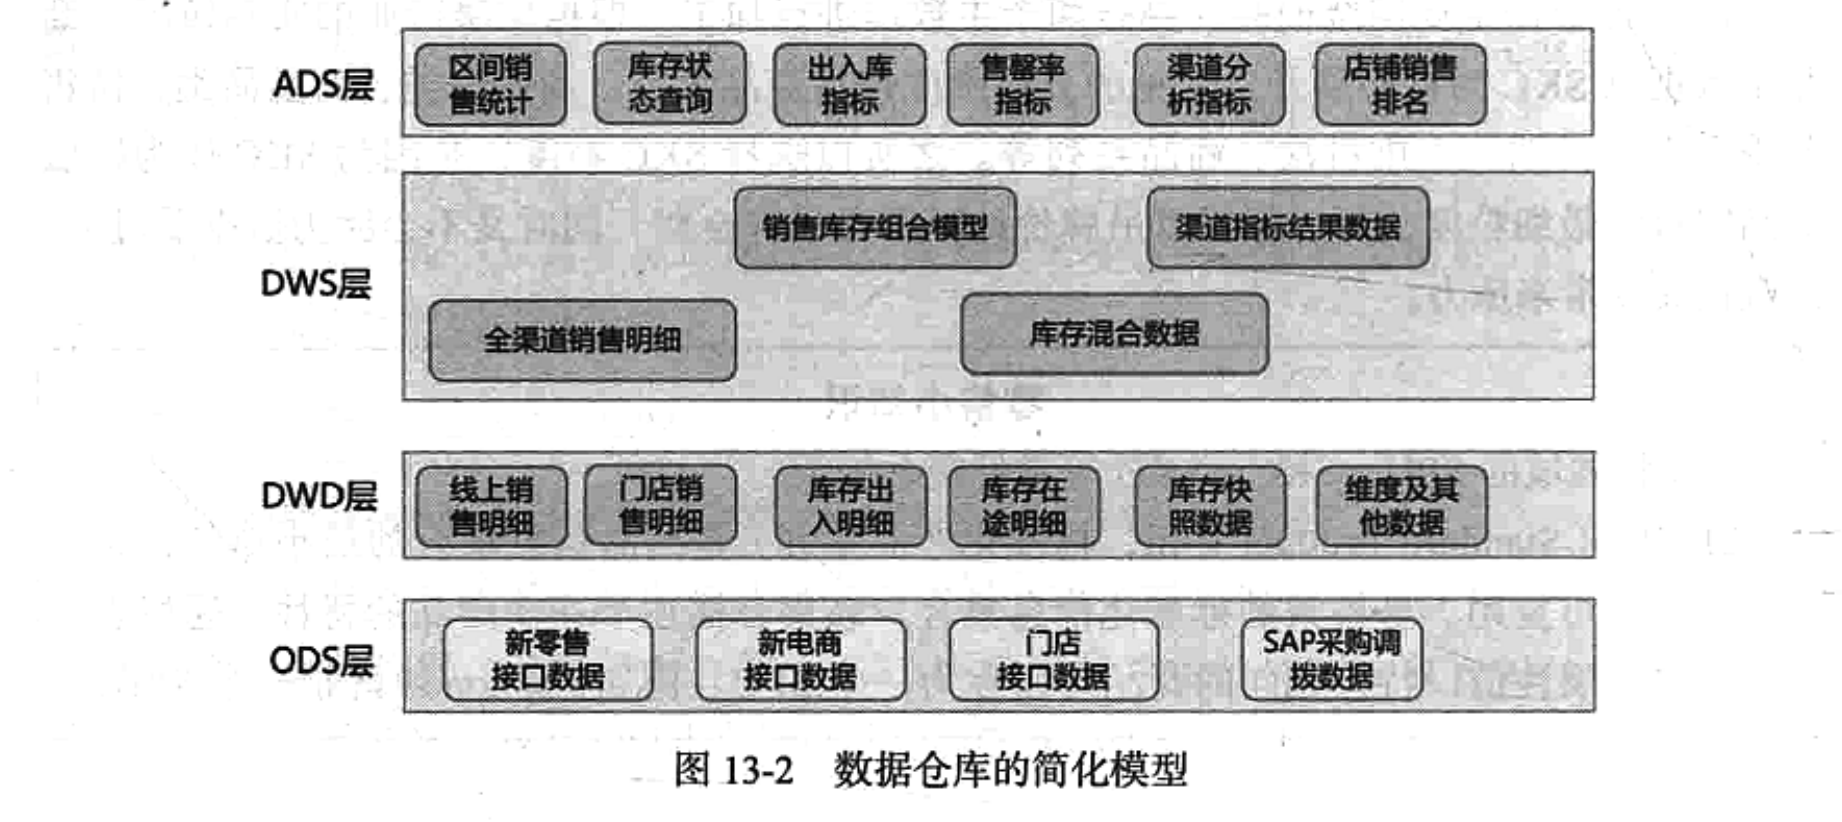 ADS层
区间销
售统计
库存状
态查询
出入库
指标
售罄率
指标
渠道分
析指标
店铺销售
排名
DWS层
销售库存组合模型
渠道指标结果数据
全渠道销售明细
库存混合数据
DWD层
线上销
售明细
门店销
售明细
库存出
入明细
库存在
途明细
库存快
照数据
维度及其
他数据
ODS层
新零售
接口数据
新电商
接口数据
门店
接口数据
SAP采购调
拨数据
图 13-2 数据仓库的简化模型